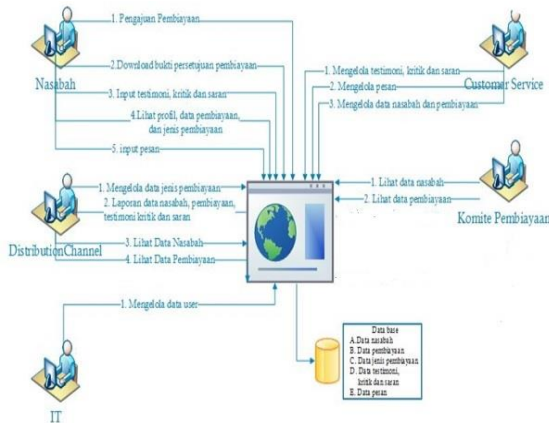 1. Pengajuan Pembiayaan
Nasabah
2.Download bukti persetujuan pembiayaan
3. Input testimoni, kritik dan saran
4.Lihat profil, data pembiayaan,
dan jenis pembiayaan
5. input pesan
1. Mengelola testimoni, kritik dan saran
Customer Service
2. Mengelola pesan
3. Mengelola data nasabah dan pembiayaan
1. Mengelola data jenis pembiayaan
2. Laporan data nasabah, pembiayaan,
testimoni kritik dan saran
DistributionChannel
3. Lihat Data Nasabah
4. Lihat Data Pembiayaan
1. Lihat data nasabah
2. Lihat data pembiayaan
Komite Pembiayaan
1. Mengelola data user
IT
Data base
A.Data nasabah
B. Data pembiayaan
C. Data jenis pembiayaan
D. Data testimoni,
kritik dan saran
E. Data pesan